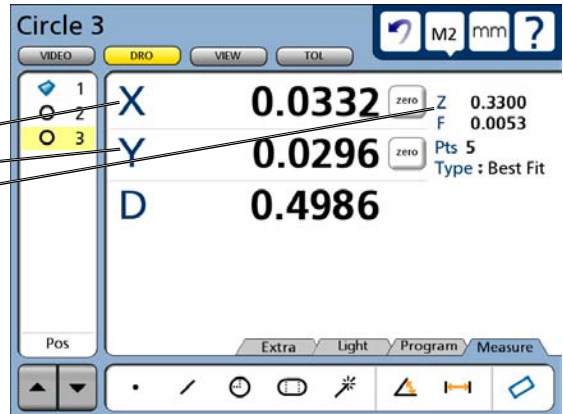 Circle 3
M2 mm ?
VIDEO DRO VIEW TOL
1
2
3
X 0.0332 zero
Y 0.0296 zero
D 0.4986
Z 0.3300
F 0.0053
Pts 5
Type : Best Fit
Pos
Extra Light Program Measure